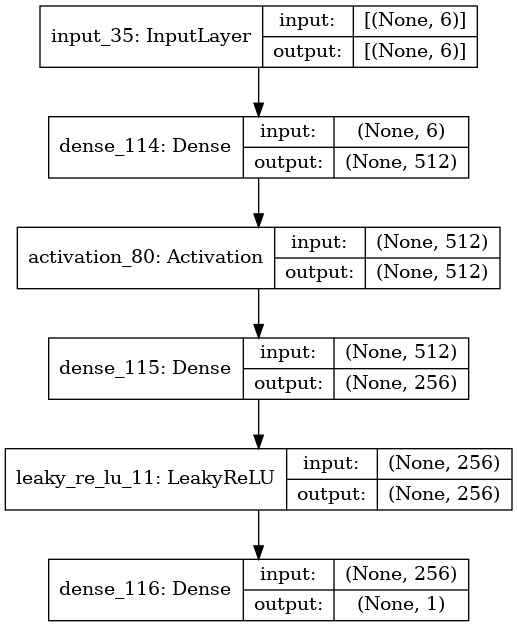 input_35: InputLayer
input: [(None, 6)]
output: [(None, 6)]
dense_114: Dense
input: (None, 6)
output: (None, 512)
activation_80: Activation
input: (None, 512)
output: (None, 512)
dense_115: Dense
input: (None, 512)
output: (None, 256)
leaky_re_lu_11: LeakyReLU
input: (None, 256)
output: (None, 256)
dense_116: Dense
input: (None, 256)
output: (None, 1)